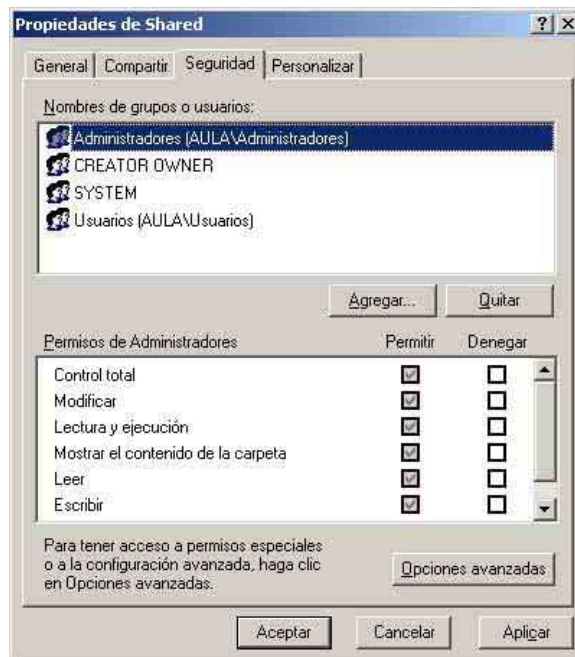 Propiedades de Shared
General Compartir Seguridad Personalizar
Nombres de grupos o usuarios:
Administradores (AULA\Administradores)
CREATOR OWNER
SYSTEM
Usuarios (AULA\Usuarios)
Agregar... Quitar
Permisos de Administradores Permitir Denegar
Control total
Modificar
Lectura y ejecución
Mostrar el contenido de la carpeta
Leer
Escribir
Para tener acceso a permisos especiales
o a la configuración avanzada, haga clic
en Opciones avanzadas.
Opciones avanzadas
Aceptar Cancelar Aplicar